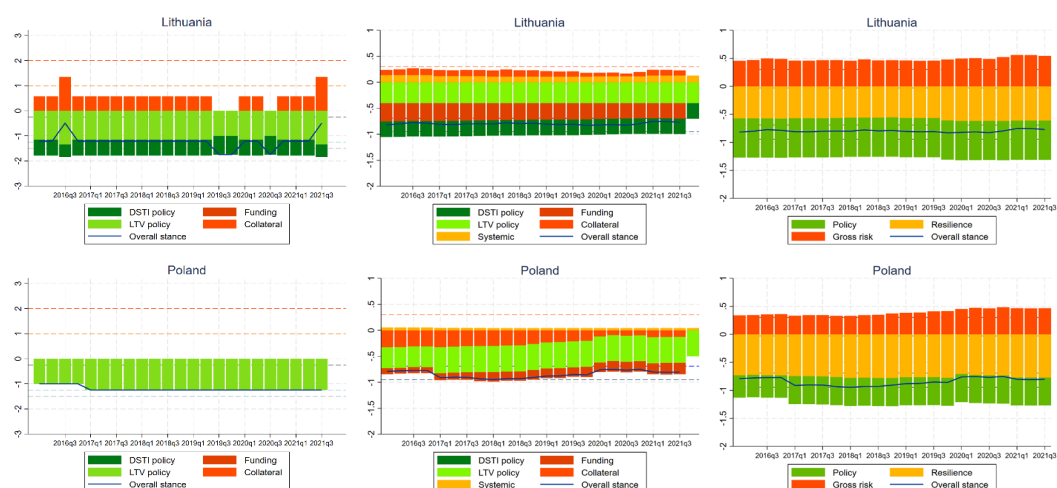 Lithuania
3
2
1
0
-1
-2
-3
2016q3 2017q1 2017q3 2018q1 2018q3 2019q1 2019q3 2020q1 2020q3 2021q1 2021q3
DSTI policy Funding
LTV policy Collateral
Overall stance
Lithuania
1
.5
0
-.5
-1
-1.5
-2
2016q3 2017q1 2017q3 2018q1 2018q3 2019q1 2019q3 2020q1 2020q3 2021q1 2021q3
DSTI policy Funding
LTV policy Collateral
Systemic Overall stance
Lithuania
1
.5
0
-.5
-1
-1.5
-2
2016q3 2017q1 2017q3 2018q1 2018q3 2019q1 2019q3 2020q1 2020q3 2021q1 2021q3
Policy Resilience
Gross risk Overall stance
Poland
3
2
1
0
-1
-2
-3
2016q3 2017q1 2017q3 2018q1 2018q3 2019q1 2019q3 2020q1 2020q3 2021q1 2021q3
DSTI policy Funding
LTV policy Collateral
Overall stance
Poland
1
.5
0
-.5
-1
-1.5
-2
2016q3 2017q1 2017q3 2018q1 2018q3 2019q1 2019q3 2020q1 2020q3 2021q1 2021q3
DSTI policy Funding
LTV policy Collateral
Systemic Overall stance
Poland
1
.5
0
-.5
-1
-1.5
-2
2016q3 2017q1 2017q3 2018q1 2018q3 2019q1 2019q3 2020q1 2020q3 2021q1 2021q3
Policy Resilience
Gross risk Overall stance